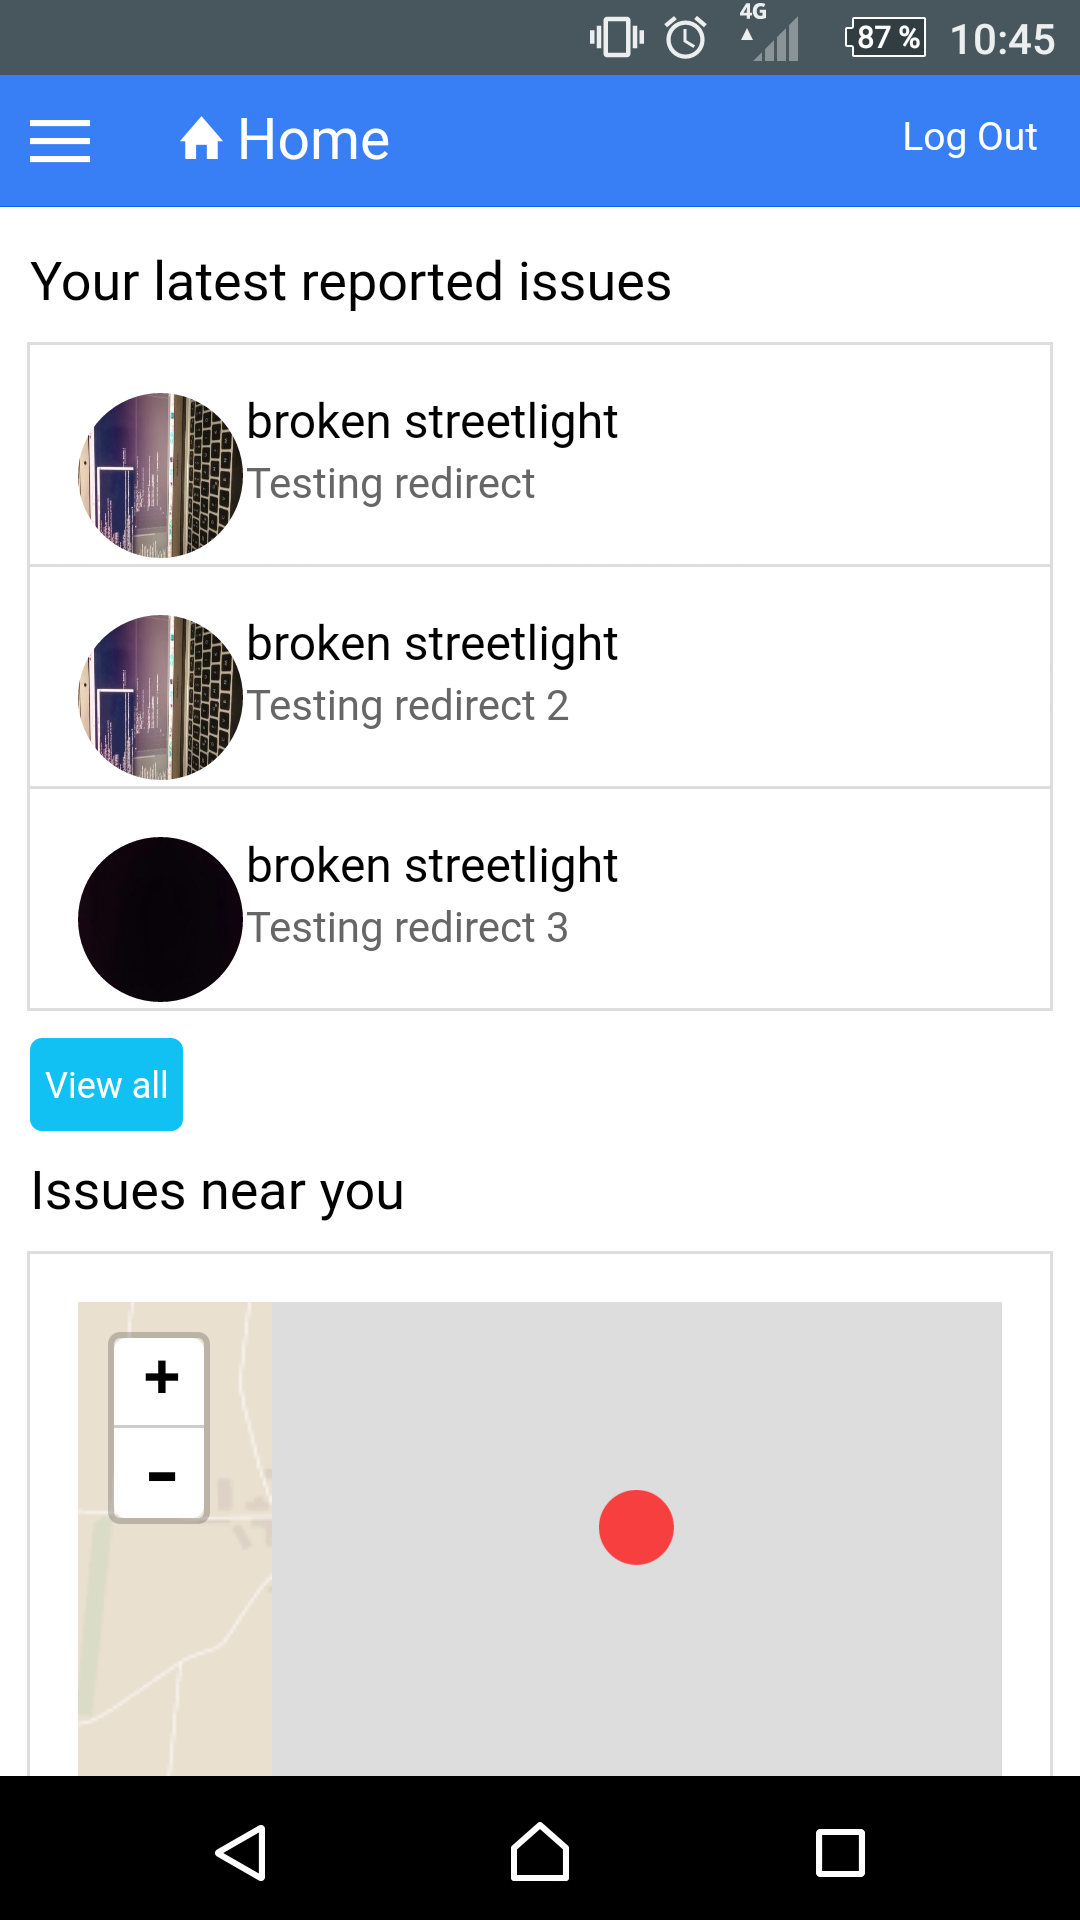 4G
87 %
10:45
Home
Log Out
Your latest reported issues
broken streetlight
Testing redirect
broken streetlight
Testing redirect 2
broken streetlight
Testing redirect 3
View all
Issues near you
+
-